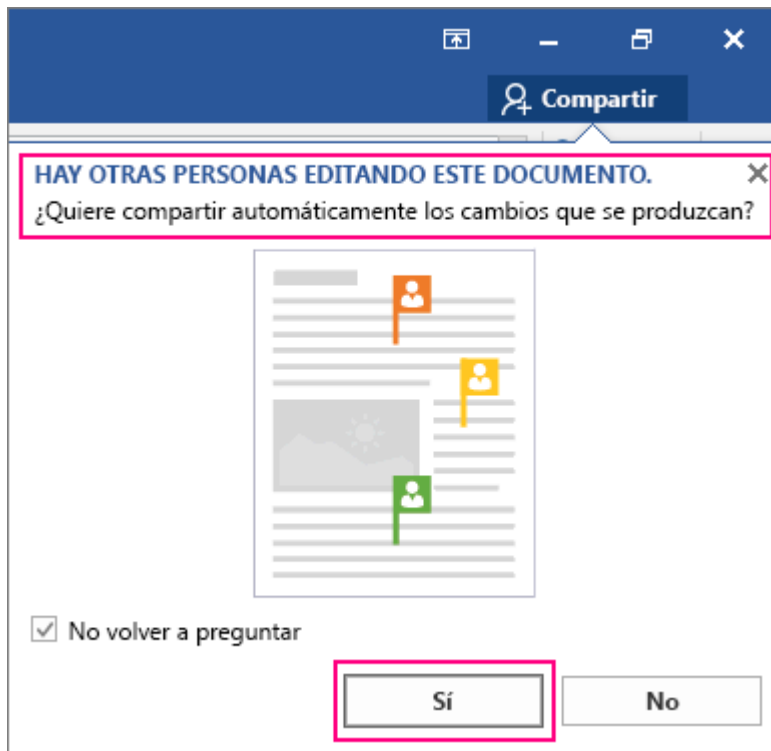 Compartir
HAY OTRAS PERSONAS EDITANDO ESTE DOCUMENTO.
¿Quiere compartir automáticamente los cambios que se produzcan?
No volver a preguntar
Sí
No